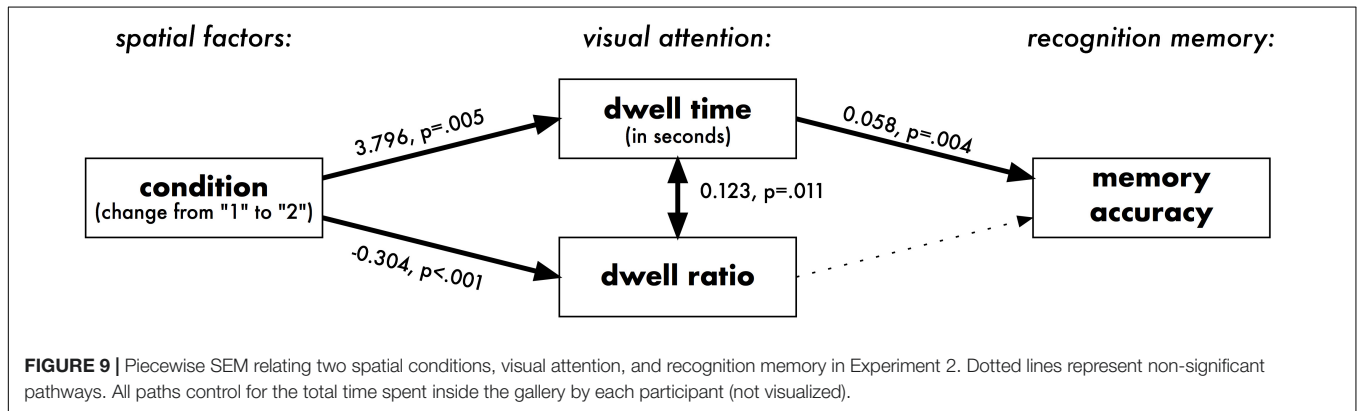 spatial factors:
visual attention:
recognition memory:
dwell time
(in seconds)
3.796, p=.005
0.058, p=.004
condition
(change from "1" to "2")
0.123, p=.011
memory
accuracy
-0.304, p<.001
dwell ratio
FIGURE 9 | Piecewise SEM relating two spatial conditions, visual attention, and recognition memory in Experiment 2. Dotted lines represent non-significant
pathways. All paths control for the total time spent inside the gallery by each participant (not visualized).